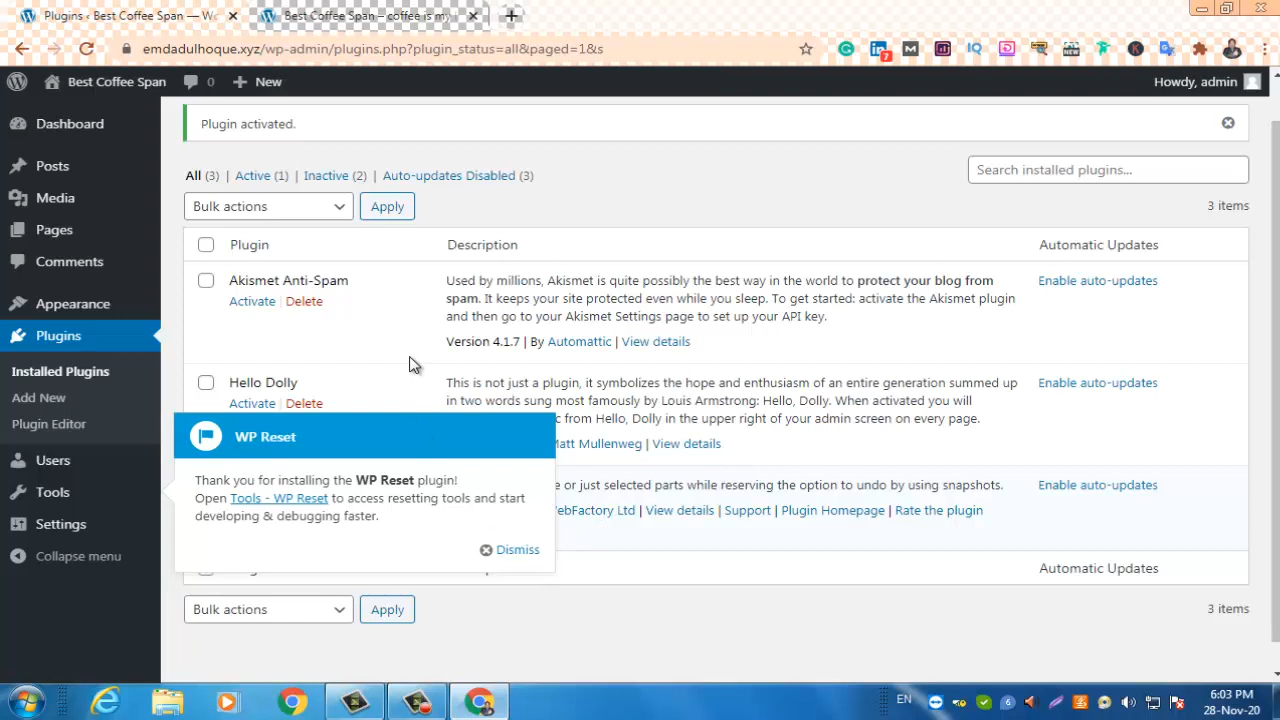 Plugins ‹ Best Coffee Span — Wo
Best Coffee Span – coffee is my
emdadulhoque.xyz/wp-admin/plugins.php?plugin_status=all&paged=1&s
7
NEW
Best Coffee Span
0
New
Howdy, admin
Dashboard
Posts
Media
Pages
Comments
Appearance
Plugins
Installed Plugins
Add New
Plugin Editor
Users
Tools
Settings
Collapse menu
Plugin activated.
All (3) | Active (1) | Inactive (2) | Auto-updates Disabled (3)
Search installed plugins...
Bulk actions
Apply
3 items
Plugin
Description
Automatic Updates
Akismet Anti-Spam
Activate | Delete
Used by millions, Akismet is quite possibly the best way in the world to protect your blog from
spam. It keeps your site protected even while you sleep. To get started: activate the Akismet plugin
and then go to your Akismet Settings page to set up your API key.
Version 4.1.7 | By Automattic | View details
Enable auto-updates
Hello Dolly
Activate | Delete
This is not just a plugin, it symbolizes the hope and enthusiasm of an entire generation summed up
in two words sung most famously by Louis Armstrong: Hello, Dolly. When activated you will
c from Hello, Dolly in the upper right of your admin screen on every page.
Matt Mullenweg | View details
Enable auto-updates
WP Reset
Thank you for installing the WP Reset plugin!
Open Tools - WP Reset to access resetting tools and start
developing & debugging faster.
Dismiss
e or just selected parts while reserving the option to undo by using snapshots.
WebFactory Ltd | View details | Support | Plugin Homepage | Rate the plugin
Enable auto-updates
Automatic Updates
Bulk actions
Apply
3 items
EN
6:03 PM
28-Nov-20